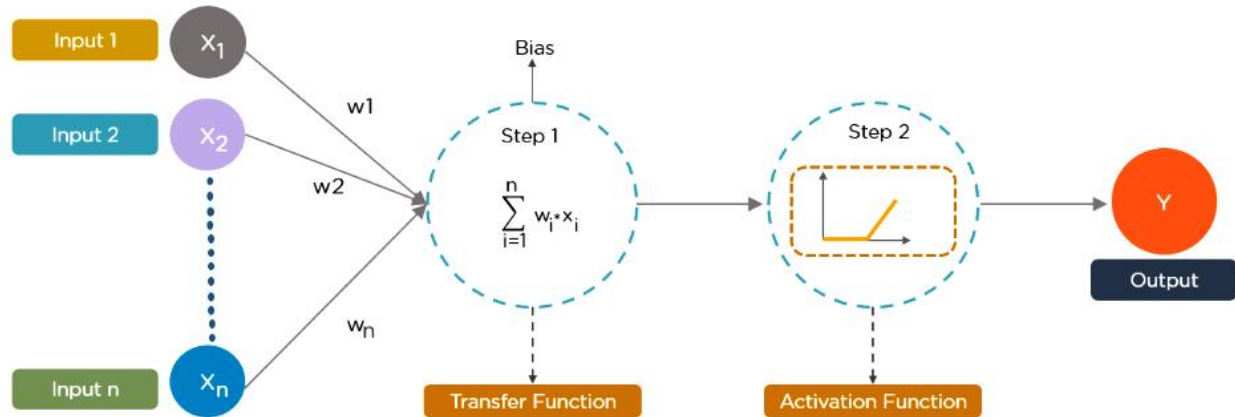 Input 1
X1
Input 2
X2
Input n
Xn
w1
w2
wn
Bias
Step 1
n
∑ wi*xi
i=1
Transfer Function
Step 2
Activation Function
Y
Output